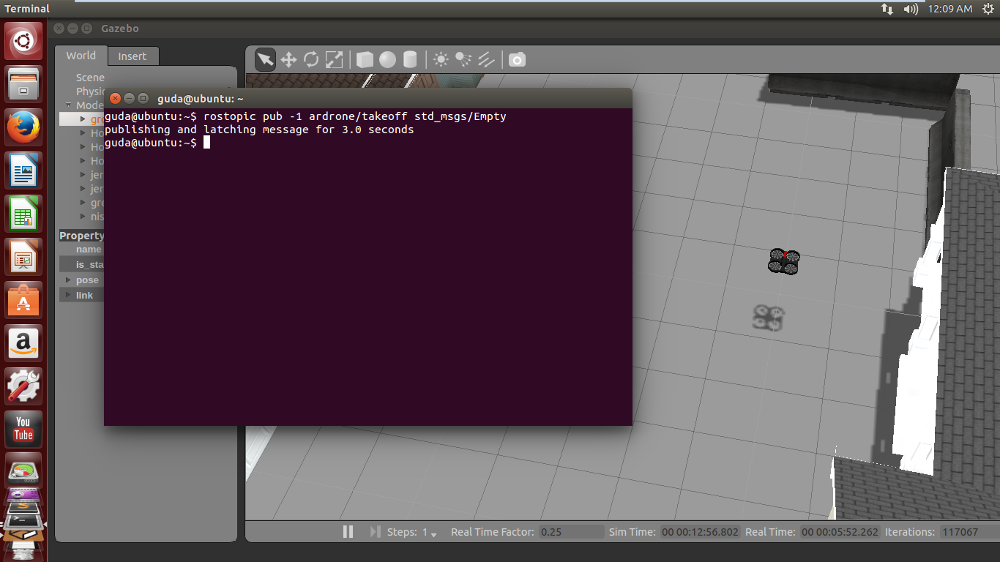 Terminal
12:09 AM
Gazebo
World
Insert
Scene
Physi
Mode
gro
Ho
Ho
Ho
jer
jer
gre
nis
Property
name
is_sta
pose
link
guda@ubuntu: ~
guda@ubuntu:~$ rostopic pub -1 ardrone/takeoff std_msgs/Empty
publishing and latching message for 3.0 seconds
guda@ubuntu:~$
Steps: 1
Real Time Factor: 0.25
Sim Time: 00 00:12:56.802
Real Time: 00 00:05:52.262
Iterations: 117067
You
Tube